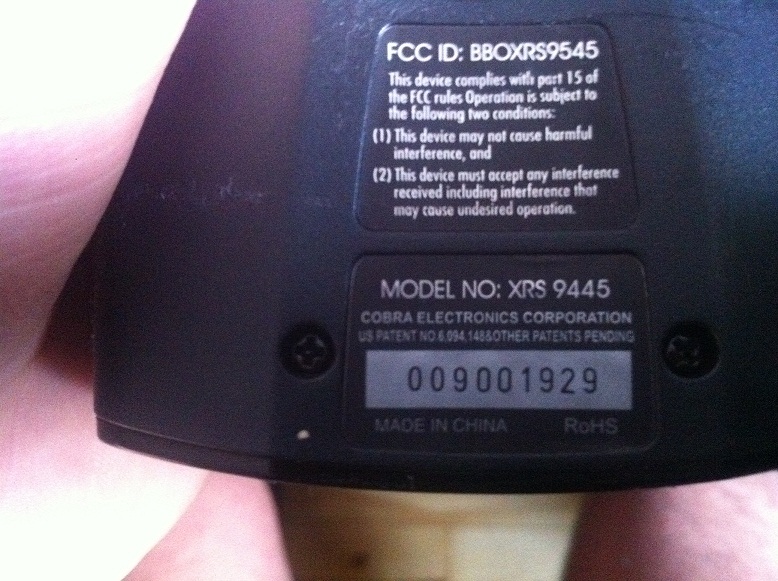 FCC ID: BBOXRS9545
This device complies with part 15 of
the FCC rules Operation is subject to
the following two conditions:
(1) This device may not cause harmful
interference, and
(2) This device must accept any interference
received including interference that
may cause undesired operation.
MODEL NO: XRS 9445
COBRA ELECTRONICS CORPORATION
US PATENT NO.6,094,148&OTHER PATENTS PENDING
009001929
MADE IN CHINA RoHS